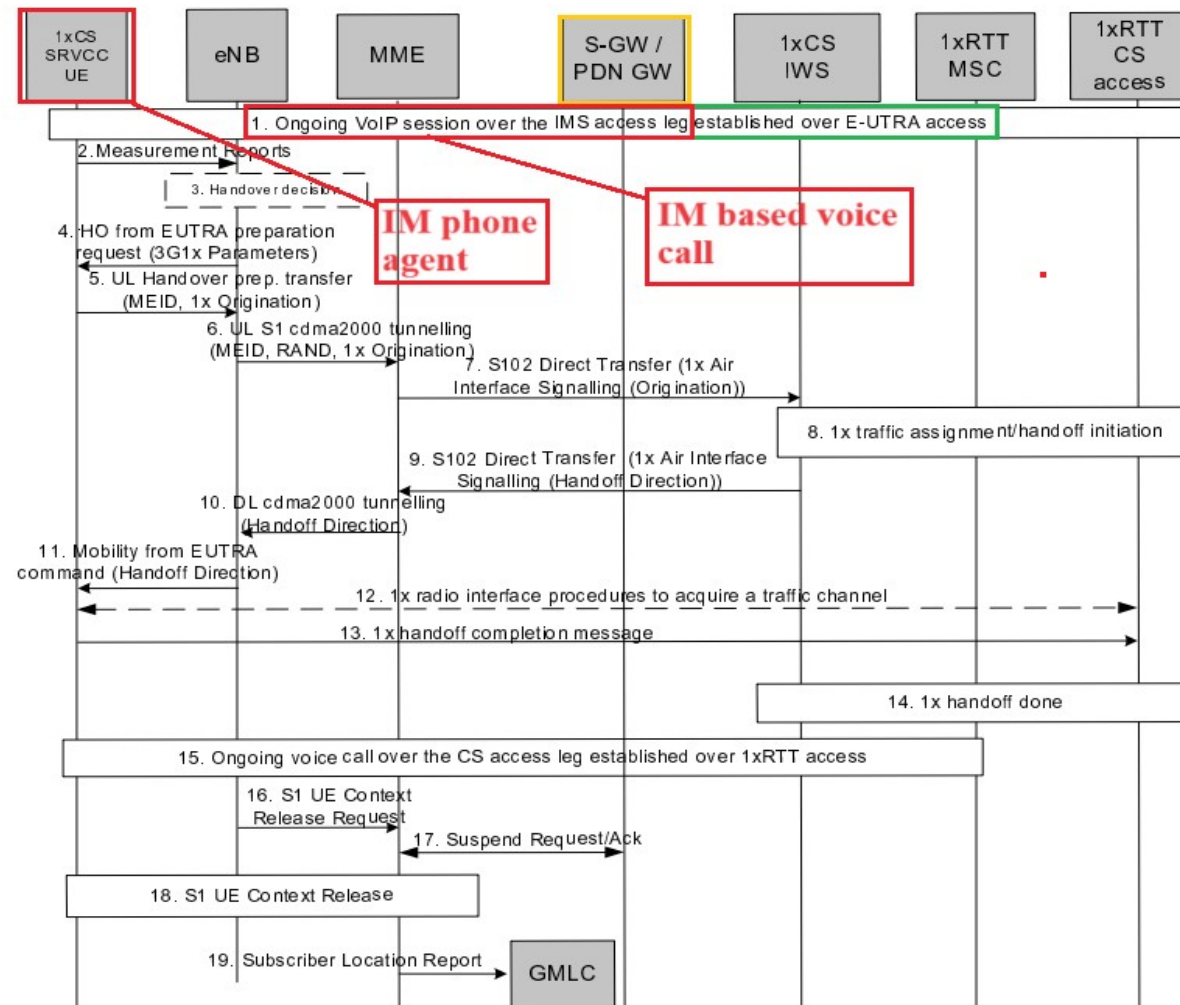 1xCS
SRVCC
UE
eNB
MME
S-GW /
PDN GW
1xCS
IWS
1xRTT
MSC
1xRTT
CS
access
1. Ongoing VoIP session over the IMS access leg established over E-UTRA access
2.Measurement Reports
3. Handover decision
IM phone
agent
IM based voice
call
4. HO from EUTRA preparation
request (3G1x Parameters)
5. UL Handover prep. transfer
(MEID, 1x Origination)
6. UL S1 cdma2000 tunnelling
(MEID, RAND, 1x Origination)
7. S102 Direct Transfer (1x Air
Interface Signalling (Origination))
8. 1x traffic assignment/handoff initiation
9. S102 Direct Transfer (1x Air Interface
Signalling (Handoff Direction))
10. DL cdma2000 tunnelling
(Handoff Direction)
11. Mobility from EUTRA
command (Handoff Direction)
12. 1x radio interface procedures to acquire a traffic channel
13. 1x handoff completion message
14. 1x handoff done
15. Ongoing voice call over the CS access leg established over 1xRTT access
16. S1 UE Context
Release Request
17. Suspend Request/Ack
18. S1 UE Context Release
19. Subscriber Location Report
GMLC